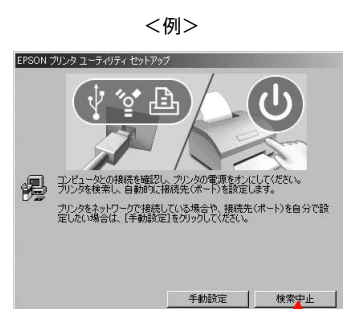 ＜例＞
EPSON プリンタ ユーティリティ セットアップ
コンピュータとの接続を確認し、プリンタの電源をオンにしてください。
プリンタを検索し、自動的に接続先(ポート)を設定します。
プリンタをネットワークで接続している場合や、接続先(ポート)を自分で設
定したい場合は、[手動設定]をクリックしてください。
手動設定
検索中止